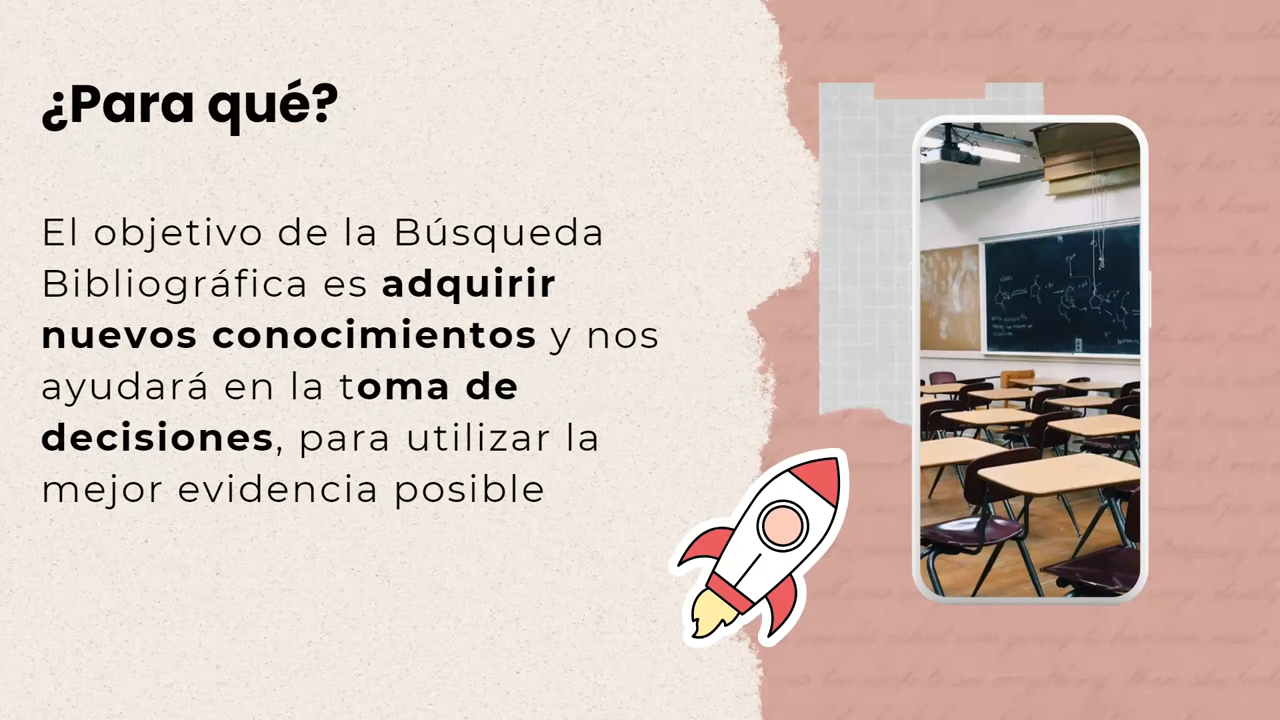 ¿Para qué?
El objetivo de la Búsqueda
Bibliográfica es adquirir
nuevos conocimientos y nos
ayudará en la toma de
decisiones, para utilizar la
mejor evidencia posible